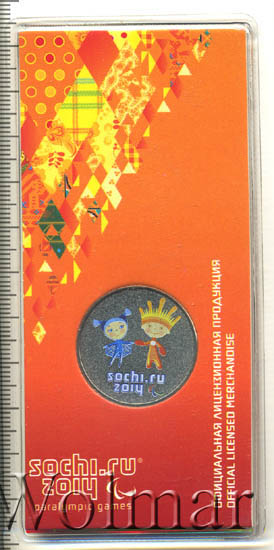 sochi.ru
2014
sochi.ru®
2014
paralympic games
ОФИЦИАЛЬНАЯ ЛИЦЕНЗИОННАЯ ПРОДУКЦИЯ
OFFICIAL LICENSED MERCHANDISE
Wolmar